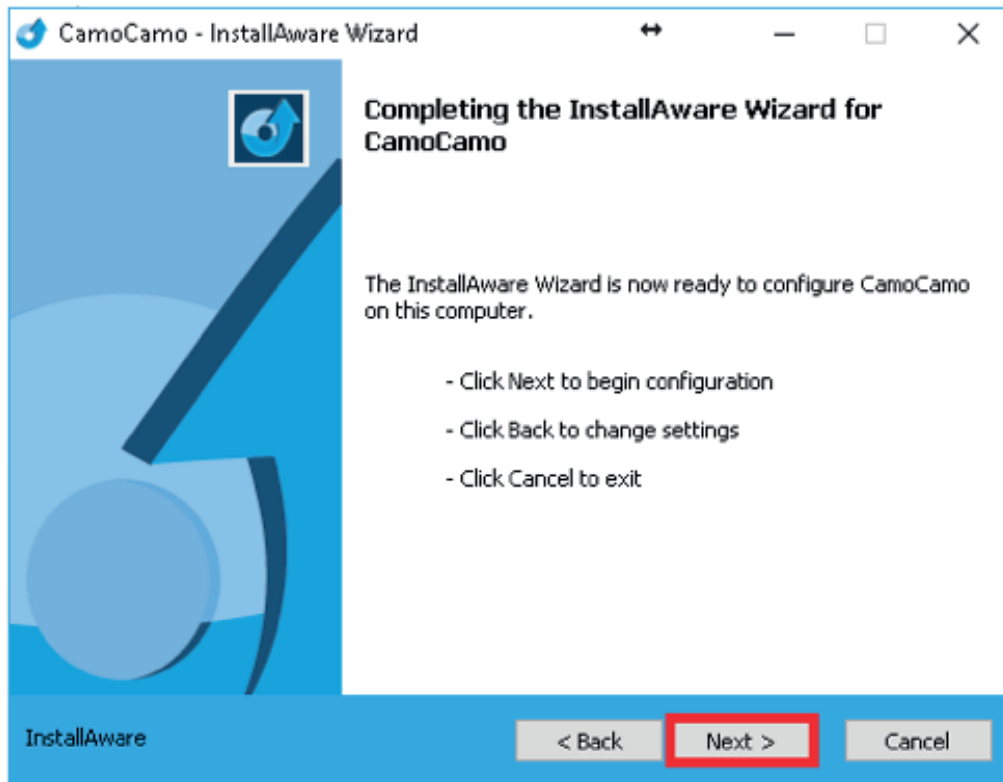 CamoCamo - InstallAware Wizard
Completing the InstallAware Wizard for
CamoCamo
The InstallAware Wizard is now ready to configure CamoCamo
on this computer.
- Click Next to begin configuration
- Click Back to change settings
- Click Cancel to exit
InstallAware
< Back
Next >
Cancel